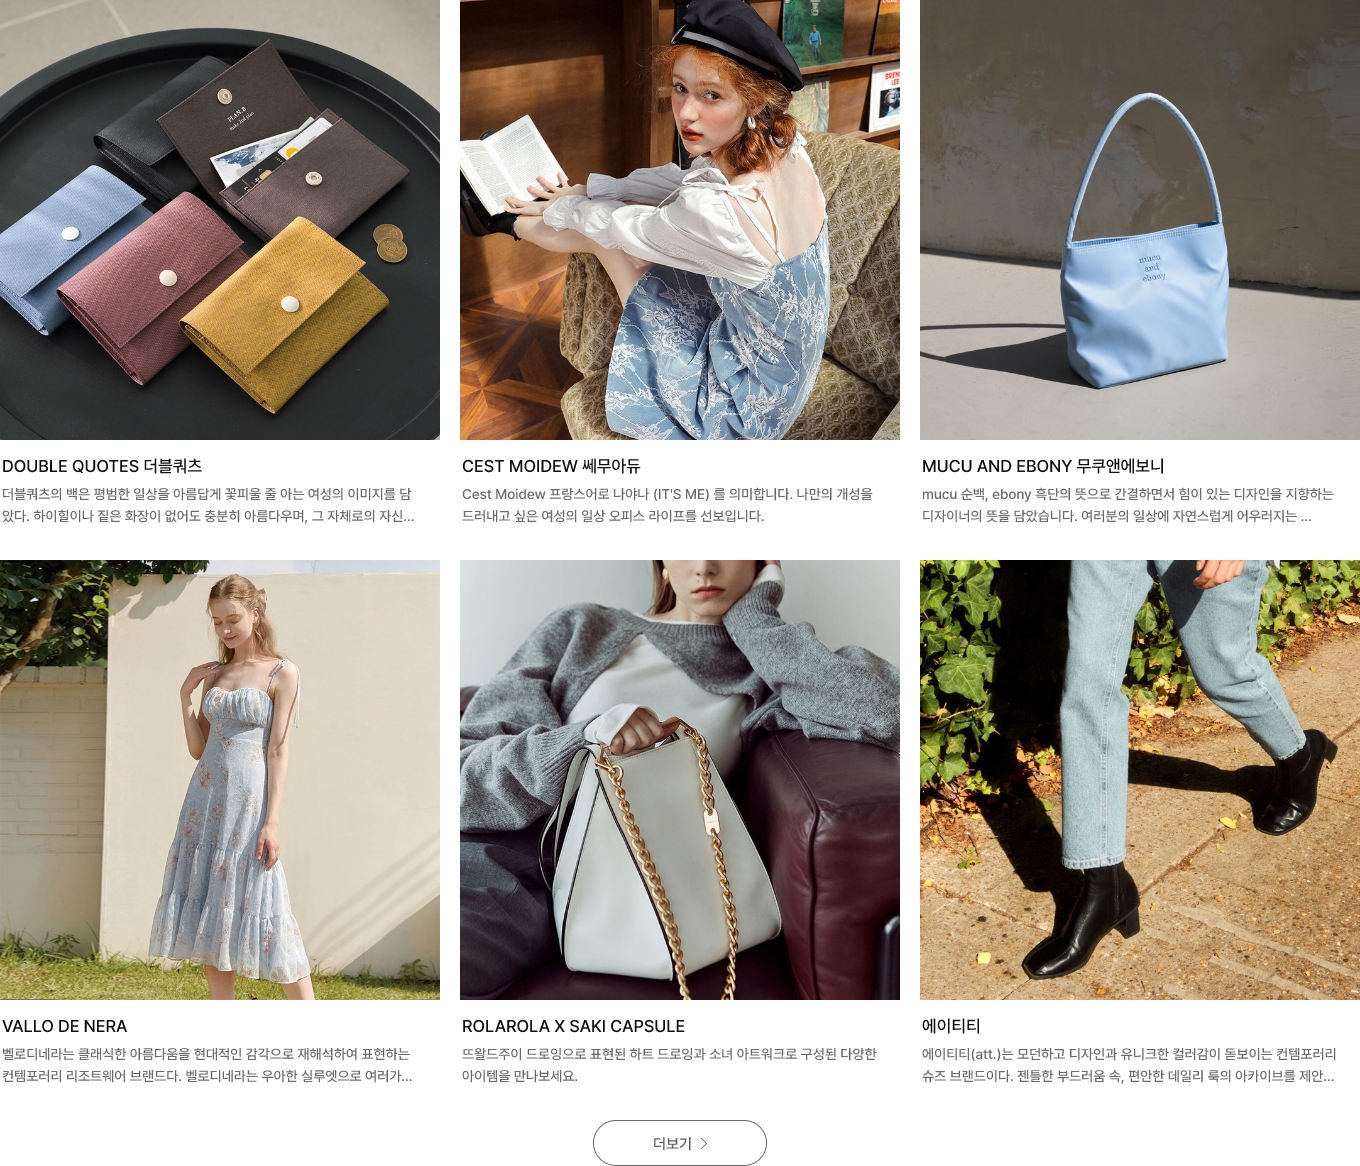 PLAN.B
make 2nd plan
BREN
LEE
mucu
and
ebony
DOUBLE QUOTES 더블쿼츠
더블쿼츠의 백은 평범한 일상을 아름답게 꽃피울 줄 아는 여성의 이미지를 담
았다. 하이힐이나 짙은 화장이 없어도 충분히 아름다우며, 그 자체로의 자신...
CEST MOIDEW 쎄무아듀
Cest Moidew 프랑스어로 나야나 (IT'S ME) 를 의미합니다. 나만의 개성을
드러내고 싶은 여성의 일상 오피스 라이프를 선보입니다.
MUCU AND EBONY 무쿠앤에보니
mucu 순백, ebony 흑단의 뜻으로 간결하면서 힘이 있는 디자인을 지향하는
디자이너의 뜻을 담았습니다. 여러분의 일상에 자연스럽게 어우러지는 ...
VALLO DE NERA
벨로디네라는 클래식한 아름다움을 현대적인 감각으로 재해석하여 표현하는
컨템포러리 리조트웨어 브랜드다. 벨로디네라는 우아한 실루엣으로 여러가...
ROLAROLA X SAKI CAPSULE
뜨왈드주이 드로잉으로 표현된 하트 드로잉과 소녀 아트워크로 구성된 다양한
아이템을 만나보세요.
에이티티
에이티티(att.)는 모던하고 디자인과 유니크한 컬러감이 돋보이는 컨템포러리
슈즈 브랜드이다. 젠틀한 부드러움 속, 편안한 데일리 룩의 아카이브를 제안...
더보기